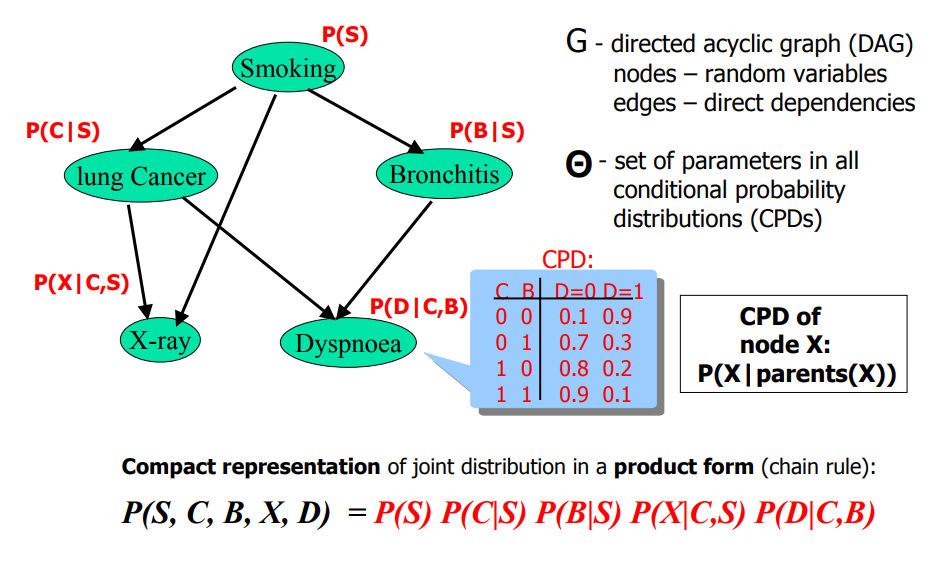 P(S)
Smoking
P(C|S)
P(B|S)
lung Cancer
Bronchitis
P(X|C,S)
P(D|C,B)
X-ray
Dyspnoea
G - directed acyclic graph (DAG)
nodes – random variables
edges – direct dependencies
Θ - set of parameters in all
conditional probability
distributions (CPDs)
CPD:
C B D=0 D=1
0 0 0.1 0.9
0 1 0.7 0.3
1 0 0.8 0.2
1 1 0.9 0.1
CPD of
node X:
P(X|parents(X))
Compact representation of joint distribution in a product form (chain rule):
P(S, C, B, X, D) = P(S) P(C|S) P(B|S) P(X|C,S) P(D|C,B)